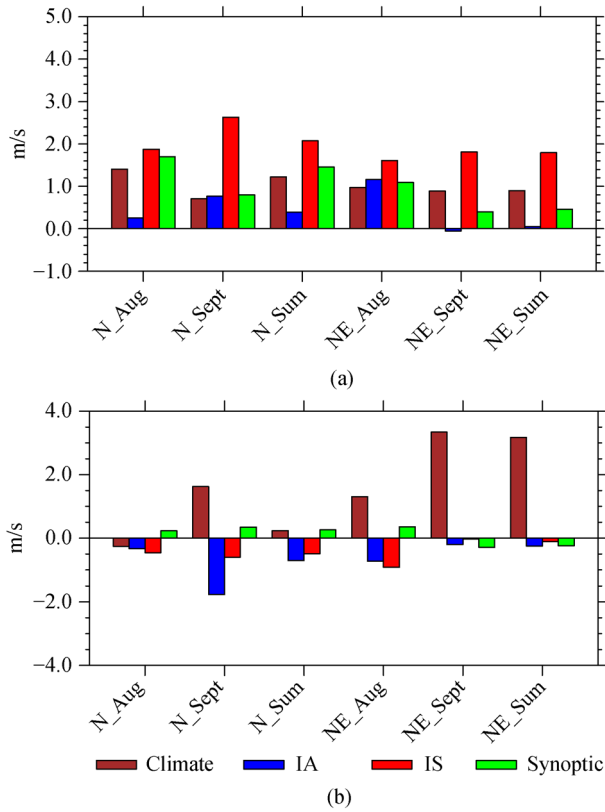 5.0
4.0
3.0
2.0
1.0
0.0
−1.0
m/s
N_Aug
N_Sept
N_Sum
NE_Aug
NE_Sept
NE_Sum
(a)
4.0
2.0
0.0
−2.0
−4.0
m/s
N_Aug
N_Sept
N_Sum
NE_Aug
NE_Sept
NE_Sum
Climate IA IS Synoptic
(b)